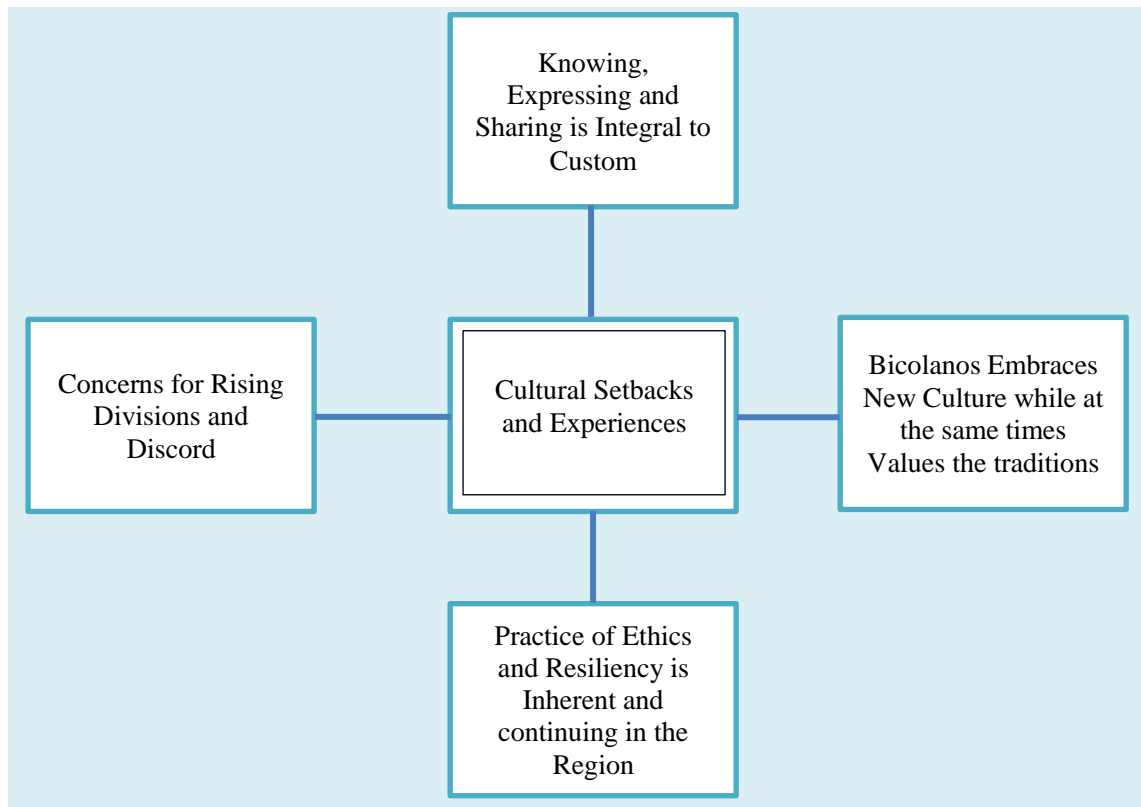 Knowing,
Expressing and
Sharing is Integral to
Custom
Concerns for Rising
Divisions and
Discord
Cultural Setbacks
and Experiences
Bicolanos Embraces
New Culture while at
the same times
Values the traditions
Practice of Ethics
and Resiliency is
Inherent and
continuing in the
Region